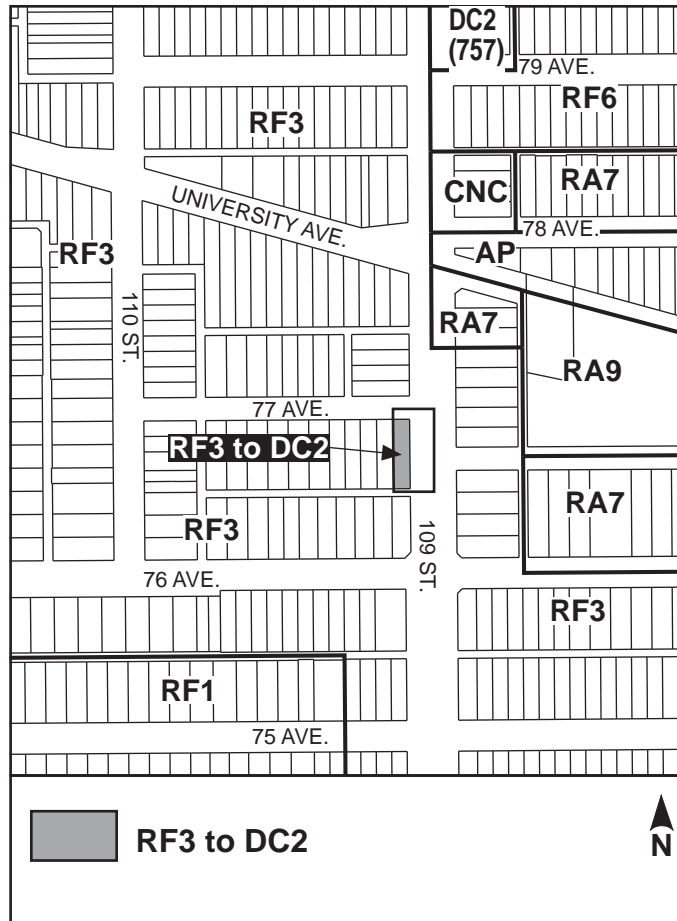 DC2
(757)
79 AVE.
RF6
RF3
CNC
RA7
UNIVERSITY AVE.
78 AVE.
RF3
AP
110 ST.
RA7
RA9
77 AVE.
RF3 to DC2
RA7
RF3
109 ST.
76 AVE.
RF3
RF1
75 AVE.
RF3 to DC2
N